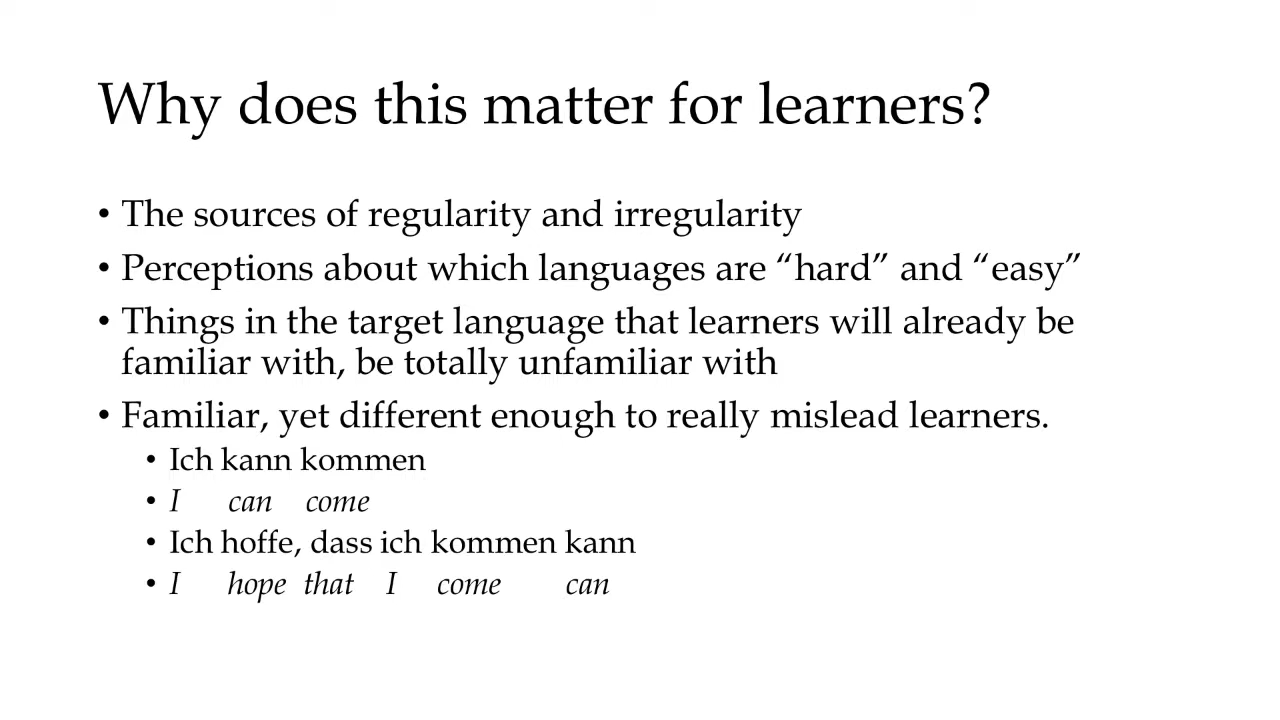 Why does this matter for learners?
• The sources of regularity and irregularity
• Perceptions about which languages are “hard” and “easy”
• Things in the target language that learners will already be
familiar with, be totally unfamiliar with
• Familiar, yet different enough to really mislead learners.
• Ich kann kommen
• I can come
• Ich hoffe, dass ich kommen kann
• I hope that I come can